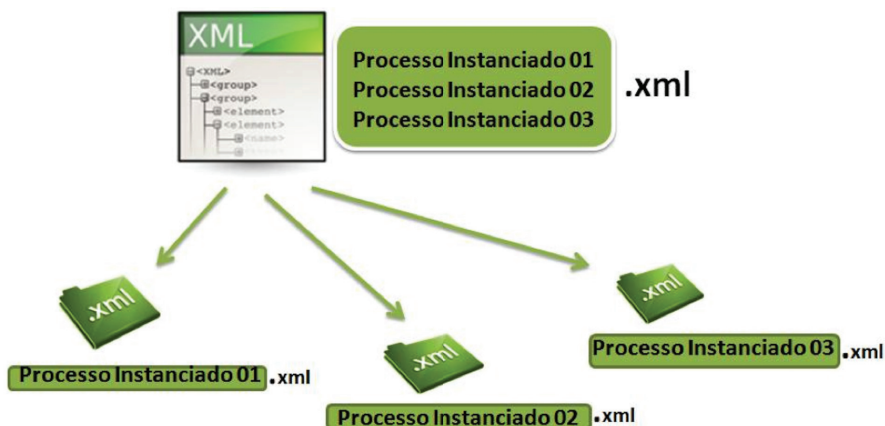 XML
<XML>
<group>
<group>
<element>
<element>
<name>
Processo Instanciado 01
Processo Instanciado 02
Processo Instanciado 03
.xml
.xml
Processo Instanciado 01.xml
.xml
Processo Instanciado 02.xml
.xml
Processo Instanciado 03.xml